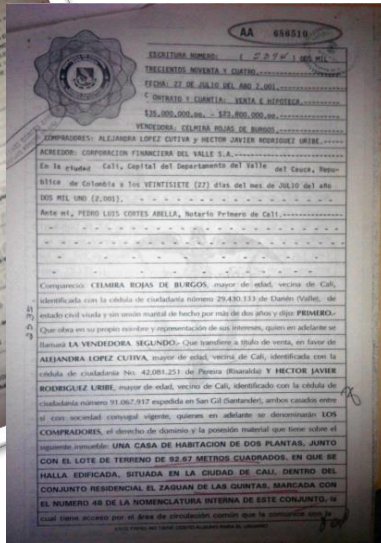 AA 686510
ESCRITURA NUMERO: ( 2394 ) DOS MIL
TRECIENTOS NOVENTA Y CUATRO.
FECHA: 27 DE JULIO DEL AÑO 2.001.
CONTRATO Y CUANTIA: VENTA E HIPOTECA.
VENDEDORA: CELMIRA ROJAS DE BURGOS.
COMPRADORES: ALEJANDRA LOPEZ CUTIVA y HECTOR JAVIER RODRIGUEZ URIBE.
ACREEDOR: CORPORACION FINANCIERA DEL VALLE S.A.
En la ciudad Cali, Capital del Departamento del Valle del Cauca, Repu-
blica de Colombia a los VEINTISIETE (27) días del mes de JULIO del año
DOS MIL UNO (2.001).
Ante mi, PEDRO LUIS CORTES ABELLA, Notario Primero de Cali.
Compareció CELMIRA ROJAS DE BURGOS, mayor de edad, vecina de Cali,
identificada con la cédula de ciudadanía número 29.430.133 de Darién (Valle), de
estado civil viuda y sin unión marital de hecho por más de dos años y dijo: PRIMERO.-
Que obra en su propio nombre y representación de sus intereses, quien en adelante se
llamará LA VENDEDORA. SEGUNDO.- Que transfiere a título de venta, en favor de
ALEJANDRA LOPEZ CUTIVA, mayor de edad, vecina de Cali, identificada con la
cédula de ciudadanía No. 42.081.251 de Pereira (Risaralda) Y HECTOR JAVIER
RODRIGUEZ URIBE, mayor de edad, vecino de Cali, identificado con la cédula de
ciudadanía número 91.067.917 expedida en San Gil (Santander), ambos casados entre
sí con sociedad conyugal vigente, quienes en adelante se denominarán LOS
COMPRADORES, el derecho de dominio y la posesión material que tiene sobre el
siguiente inmueble: UNA CASA DE HABITACION DE DOS PLANTAS, JUNTO
CON EL LOTE DE TERRENO DE 92.67 METROS CUADRADOS, EN QUE SE
HALLA EDIFICADA, SITUADA EN LA CIUDAD DE CALI, DENTRO DEL
CONJUNTO RESIDENCIAL EL ZAGUAN DE LAS QUINTAS, MARCADA CON
EL NUMERO 48 DE LA NOMENCLATURA INTERNA DE ESTE CONJUNTO, la
cual tiene acceso por el área de circulación común que la comunica con la